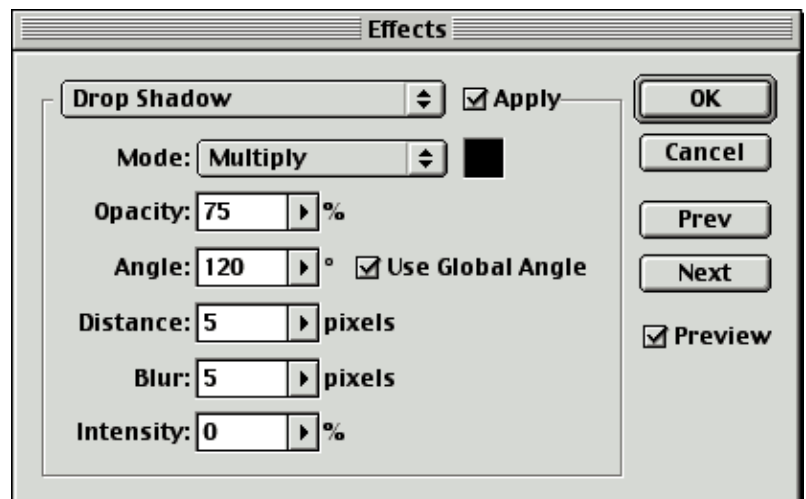 Effects
Drop Shadow Apply OK
Mode: Multiply Cancel
Opacity: 75 % Prev
Angle: 120 ° Use Global Angle Next
Distance: 5 pixels Preview
Blur: 5 pixels
Intensity: 0 %